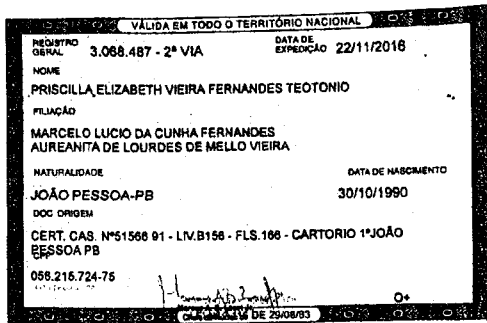 VÁLIDA EM TODO O TERRITÓRIO NACIONAL
REGISTRO GERAL 3.068.487 - 2ª VIA DATA DE EXPEDIÇÃO 22/11/2016
NOME
PRISCILLA ELIZABETH VIEIRA FERNANDES TEOTONIO
FILIAÇÃO
MARCELO LUCIO DA CUNHA FERNANDES
AUREANITA DE LOURDES DE MELLO VIEIRA
NATURALIDADE DATA DE NASCIMENTO
JOÃO PESSOA-PB 30/10/1990
DOC ORIGEM
CERT. CAS. Nº51566 91 - LIV.B156 - FLS.166 - CARTORIO 1ºJOÃO
PESSOA PB
CPF
056.215.724-75
O+
DE 29/08/83